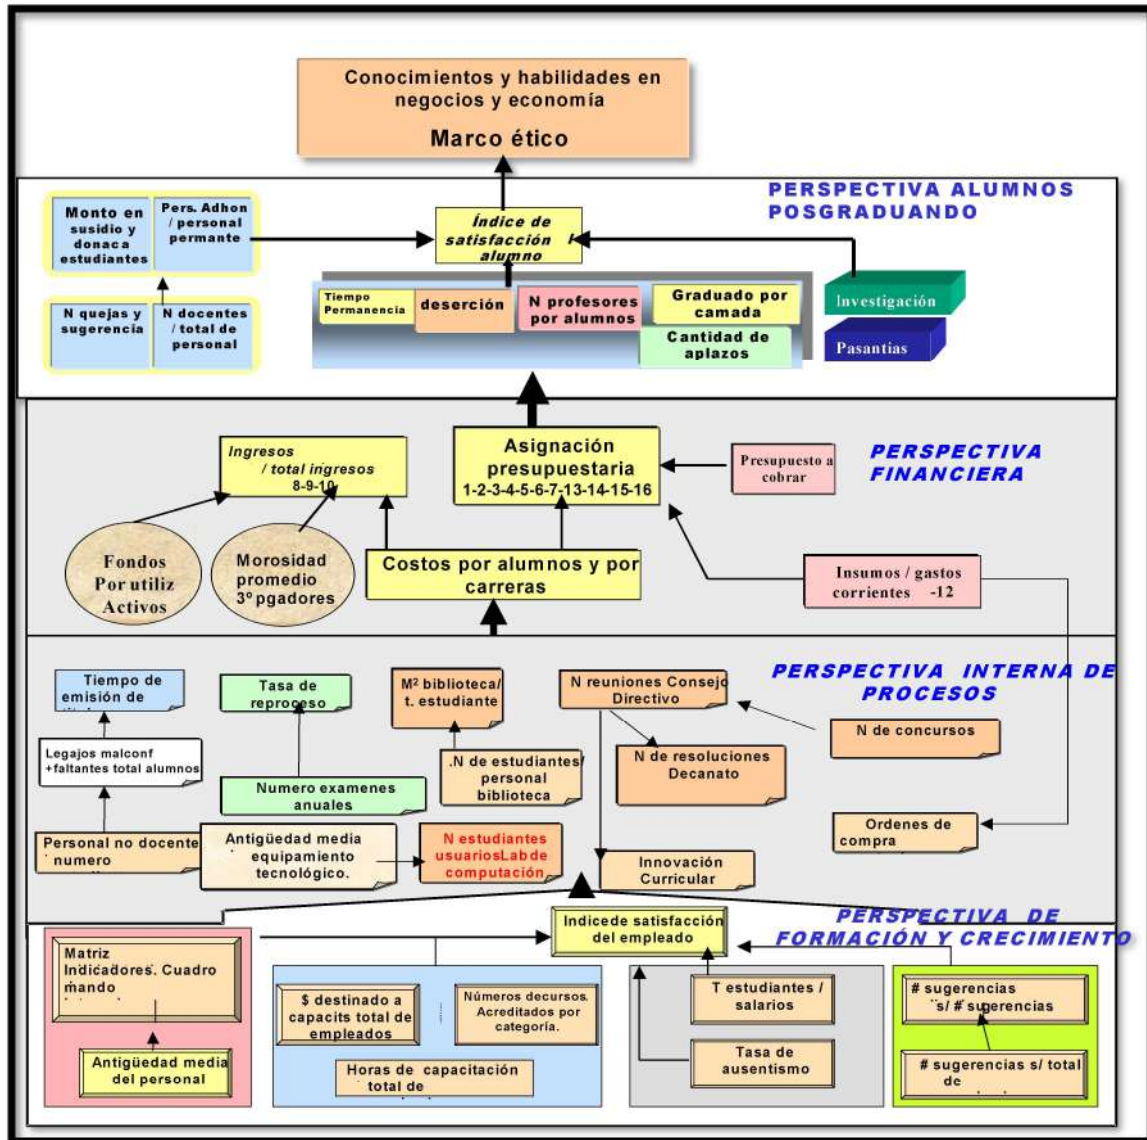 Conocimientos y habilidades en
negocios y economía
Marco ético
PERSPECTIVA ALUMNOS
POSGRADUANDO
Monto en
susidio y
donaca
estudiantes
Pers. Adhon
/ personal
permante
Índice de
satisfacción /
alumno
N quejas y
sugerencia
N docentes
/ total de
personal
Tiempo
Permanencia
deserción
N profesores
por alumnos
Graduado por
camada
Cantidad de
aplazos
Investigación
Pasantias
Ingresos
/ total ingresos
8-9-10
Asignación
presupuestaria
1-2-3-4-5-6-7-13-14-15-16
Presupuesto a
cobrar
PERSPECTIVA
FINANCIERA
Fondos
Por utiliz
Activos
Morosidad
promedio
3º pgadores
Costos por alumnos y por
carreras
Insumos / gastos
corrientes -12
PERSPECTIVA INTERNA DE
PROCESOS
Tiempo de
emisión de
Tasa de
reproceso
M² biblioteca/
t. estudiante
N reuniones Consejo
Directivo
N de concursos
Legajos malconf
+faltantes total alumnos
.N de estudiantes/
personal
biblioteca
N de resoluciones
Decanato
Numero examenes
anuales
Personal no docente
numero
Antigüedad media
equipamiento
tecnológico.
N estudiantes
usuariosLabde
computación
Innovación
Curricular
Ordenes de
compra
PERSPECTIVA DE
FORMACIÓN Y CRECIMIENTO
Indicede satisfacción
del empleado
Matriz
Indicadores. Cuadro
mando
Antigüedad media
del personal
$ destinado a
capacits total de
empleados
Números decursos.
Acreditados por
categoría.
Horas de capacitación
total de
T estudiantes /
salarios
Tasa de
ausentismo
# sugerencias
s/ # sugerencias
# sugerencias s/ total
de